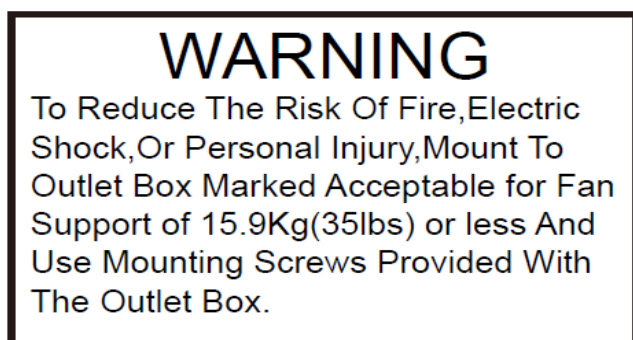 WARNING
To Reduce The Risk Of Fire,Electric
Shock,Or Personal Injury,Mount To
Outlet Box Marked Acceptable for Fan
Support of 15.9Kg(35lbs) or less And
Use Mounting Screws Provided With
The Outlet Box.